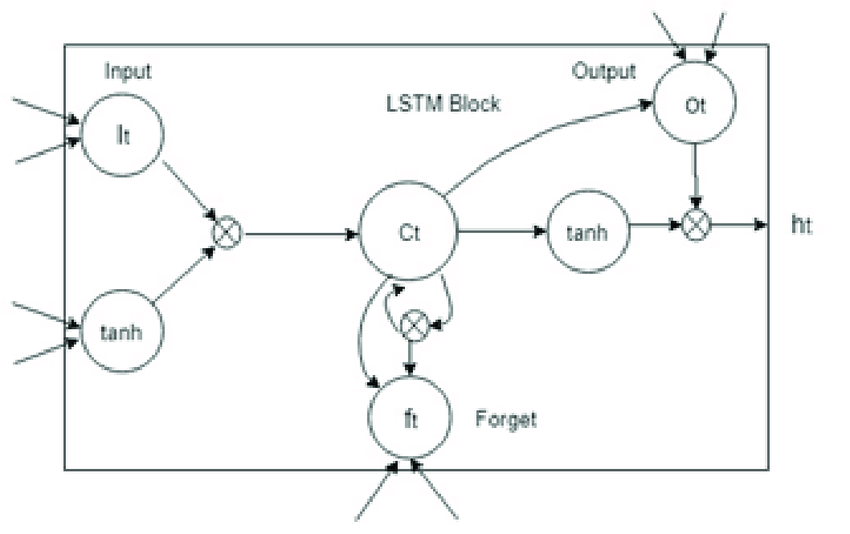 Input
Output
LSTM Block
It
Ot
Ct
tanh
ht
tanh
ft
Forget